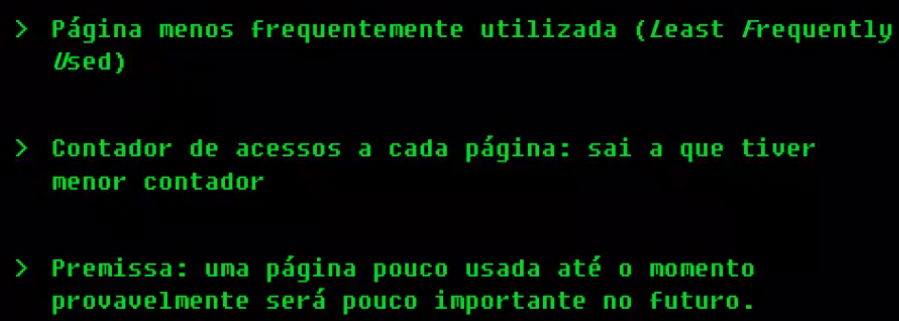 > Página menos frequentemente utilizada (Least Frequently
Used)
> Contador de acessos a cada página: sai a que tiver
menor contador
> Premissa: uma página pouco usada até o momento
provavelmente será pouco importante no futuro.